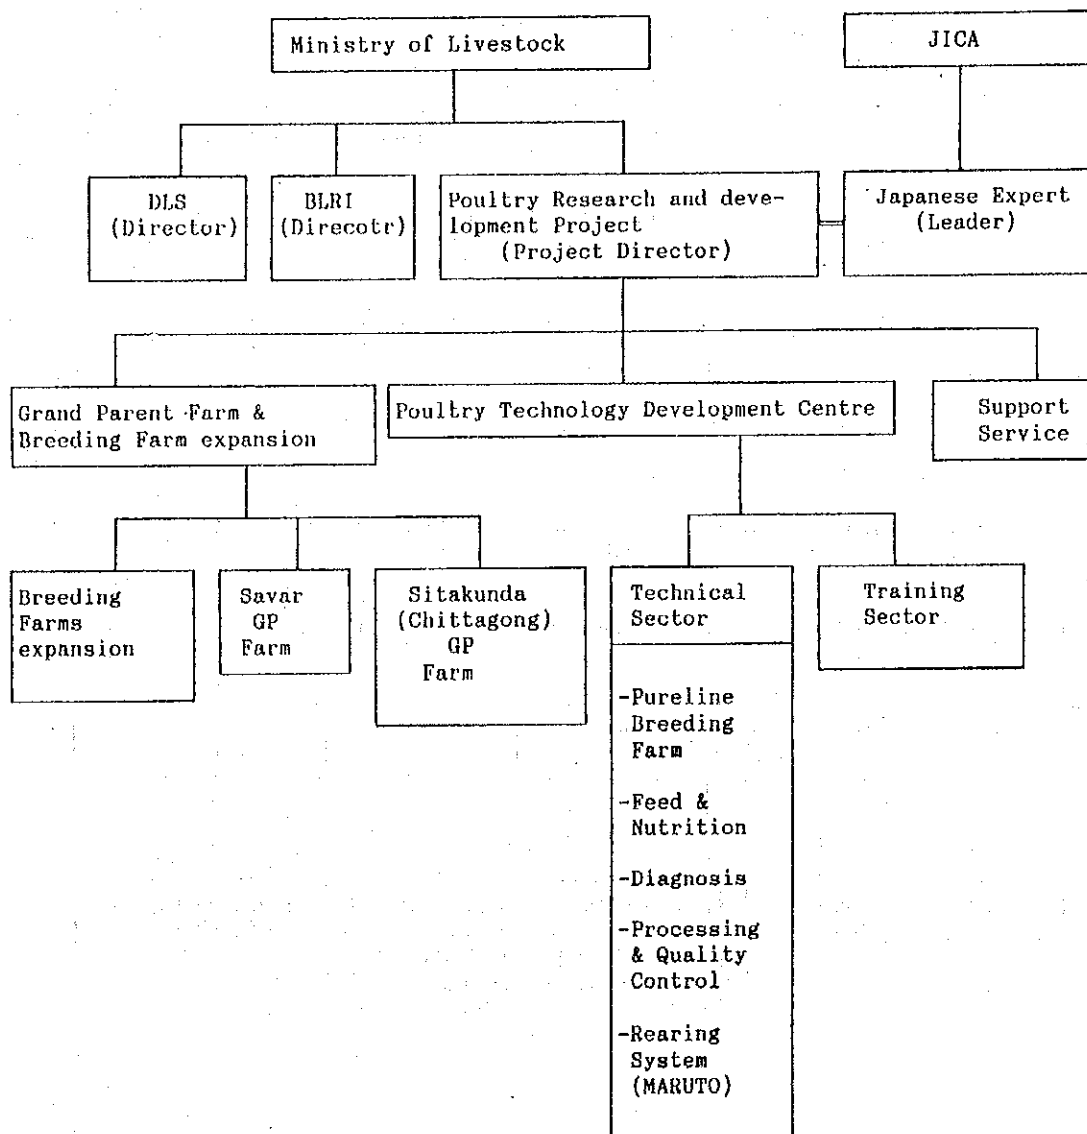 Ministry of Livestock
JICA
DLS
(Director)
BLRI
(Direcotr)
Poultry Research and deve-
lopment Project
(Project Director)
Japanese Expert
(Leader)
Grand Parent Farm &
Breeding Farm expansion
Poultry Technology Development Centre
Support
Service
Breeding
Farms
expansion
Savar
GP
Farm
Sitakunda
(Chittagong)
GP
Farm
Technical
Sector
Training
Sector
-Pureline
Breeding
Farm
-Feed &
Nutrition
-Diagnosis
-Processing
& Quality
Control
-Rearing
System
(MARUTO)